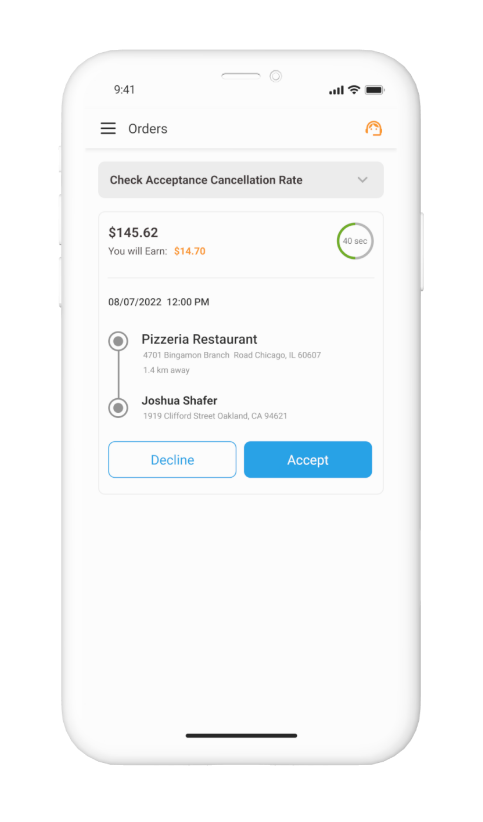 9:41
Orders
Check Acceptance Cancellation Rate
$145.62
You will Earn: $14.70
40 sec
08/07/2022 12:00 PM
Pizzeria Restaurant
4701 Bingamon Branch Road Chicago, IL 60607
1.4 km away
Joshua Shafer
1919 Clifford Street Oakland, CA 94621
Decline
Accept